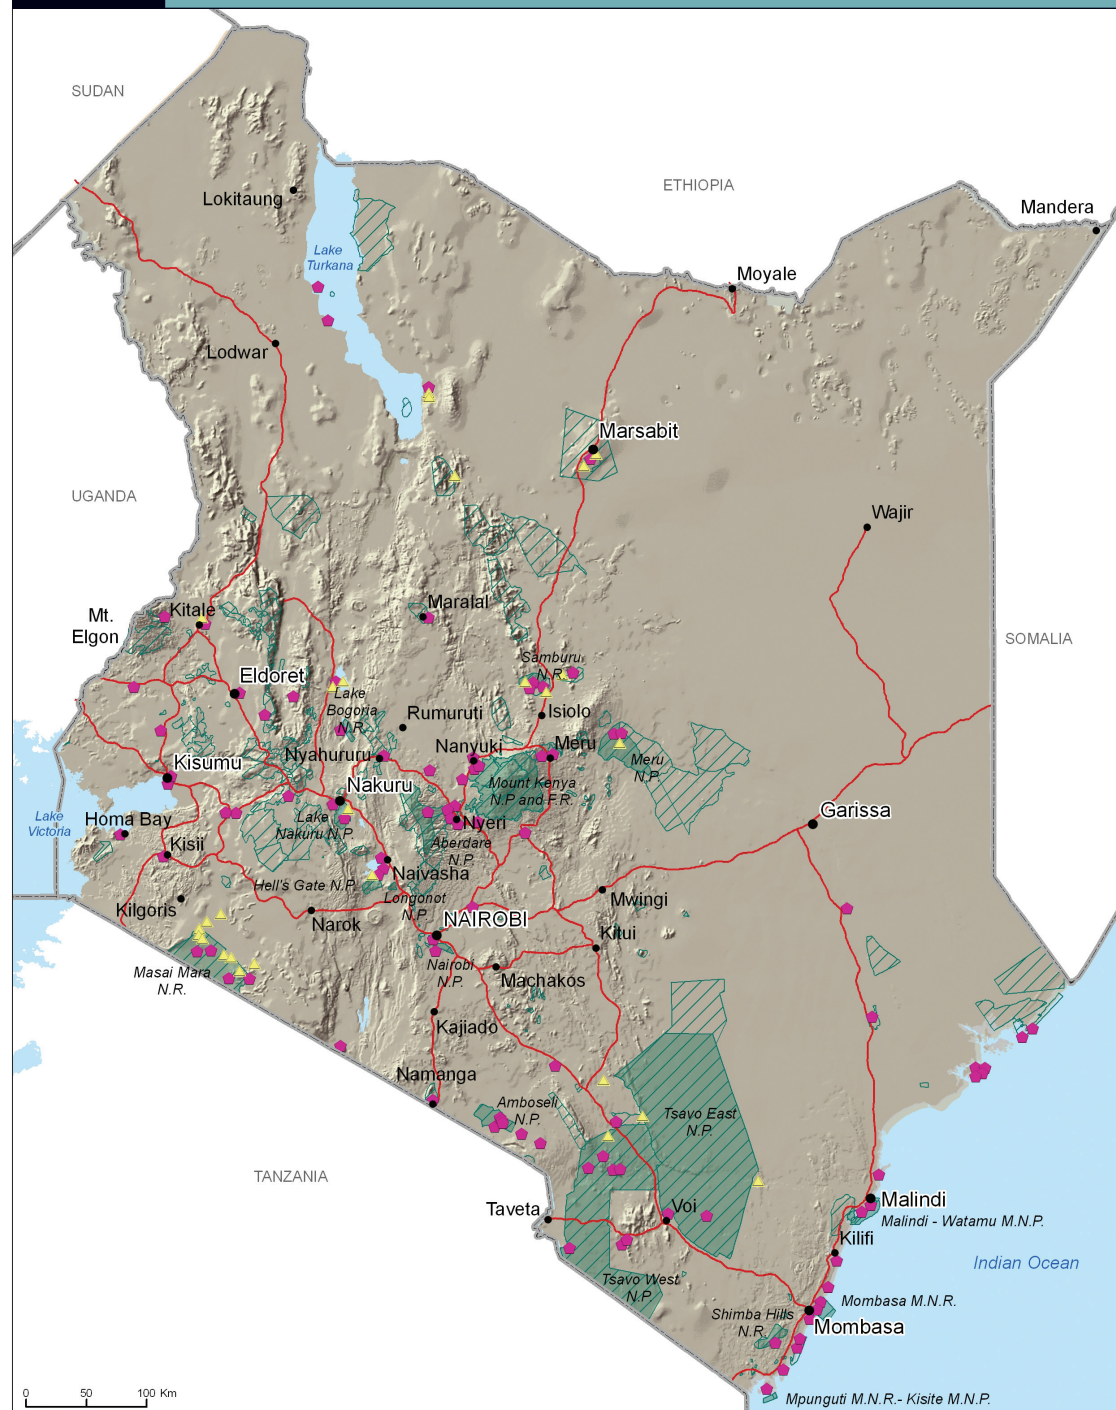 SUDAN
ETHIOPIA
Lokitaung
Mandera
Lake
Turkana
Moyale
Lodwar
Marsabit
UGANDA
Wajir
Mt.
Elgon
Kitale
Maralal
SOMALIA
Samburu
N.R.
Eldoret
Lake
Bogoria
N.R.
Rumuruti
Isiolo
Nyahururu
Nanyuki
Meru
Meru
N.P.
Kisumu
Nakuru
Mount Kenya
N.P and F.R.
Lake
Victoria
Homa Bay
Lake
Nakuru N.P.
Nyeri
Garissa
Kisii
Aberdare
N.P.
Naivasha
Hell's Gate N.P.
Longonot
N.P.
Mwingi
Kilgoris
Narok
NAIROBI
Kitui
Masai Mara
N.R.
Nairobi
N.P.
Machakos
Kajiado
Namanga
Amboseli
N.P.
Tsavo East
N.P.
TANZANIA
Taveta
Voi
Malindi
Malindi - Watamu M.N.P.
Kilifi
Indian Ocean
Tsavo West
N.P
Mombasa M.N.R.
Shimba Hills
N.R.
Mombasa
0 50 100 Km
Mpunguti M.N.R.- Kisite M.N.P.